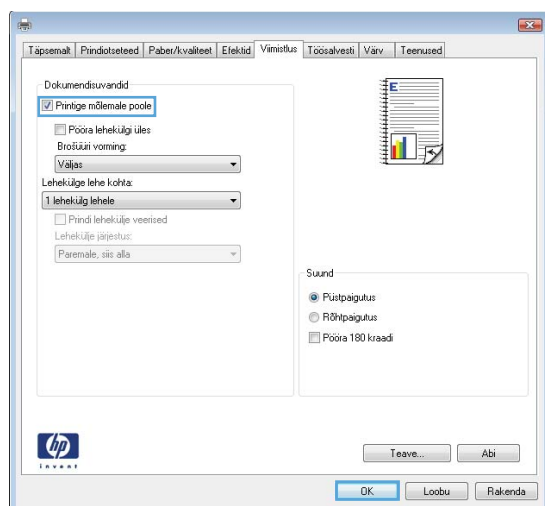 Täpsemalt Prindiotseteed Paber/kvaliteet Efektid Viimistlus Töösalvesti Värv Teenused
Dokumendisuvandid
Printige mõlemale poole
Pööra lehekülgi üles
Brošüüri vorming:
Väljas
Lehekülge lehe kohta:
1 lehekülg lehele
Prindi lehekülje veerised
Lehekülje järjestus:
Paremale, siis alla
E
Suund
Püstpaigutus
Rõhtpaigutus
Pööra 180 kraadi
hp
invent
Teave... Abi
OK Loobu Rakenda